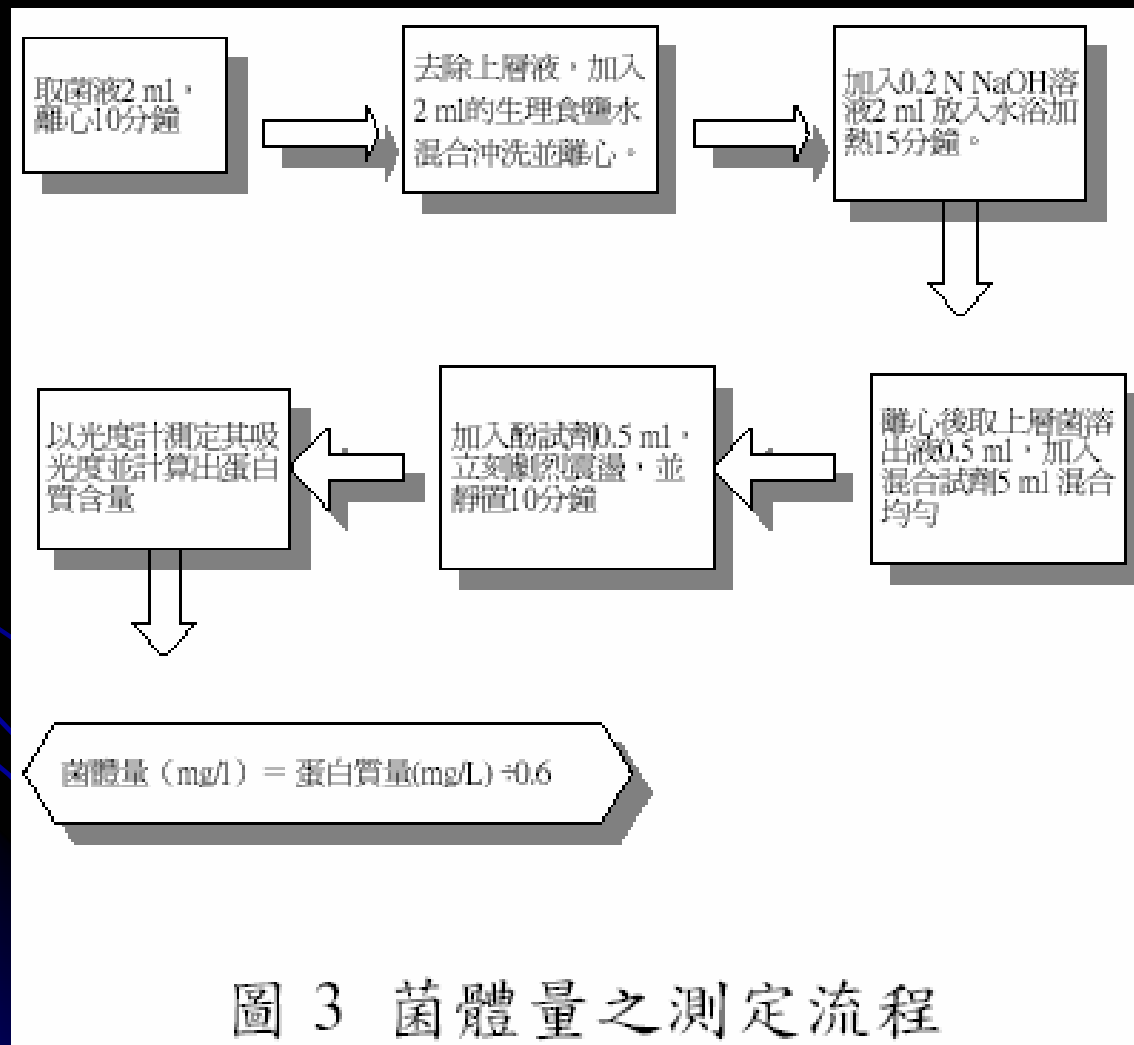 取菌液2 ml，
離心10分鐘
去除上層液，加入
2 ml的生理食鹽水
混合沖洗並離心。
加入0.2 N NaOH溶
液2 ml 放入水浴加
熱15分鐘。
離心後取上層菌溶
出液0.5 ml，加入
混合試劑5 ml 混合
均勻
加入酚試劑0.5 ml，
立刻劇烈震盪，並
靜置10分鐘
以光度計測定其吸
光度並計算出蛋白
質含量
菌體量（mg/l）＝ 蛋白質量(mg/L) ÷0.6
圖 3 菌體量之測定流程